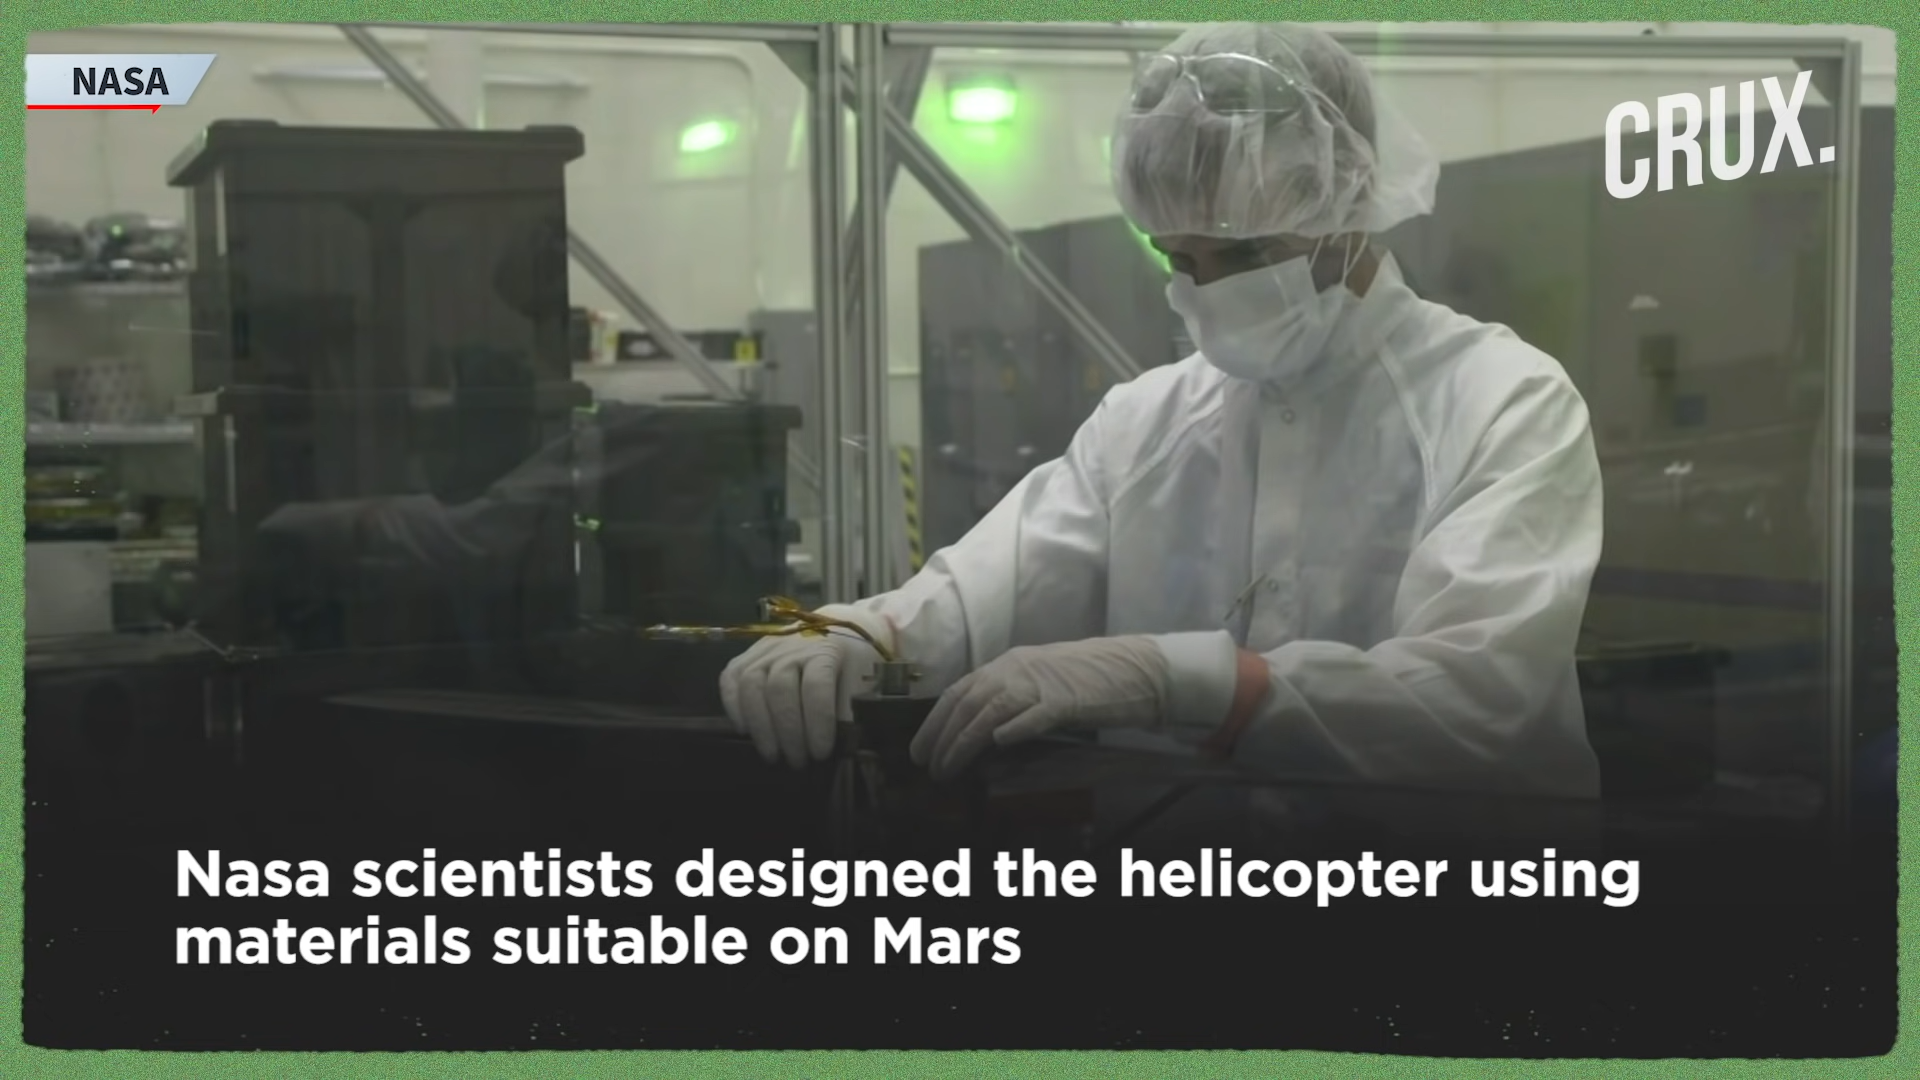 NASA
CRUX.
Nasa scientists designed the helicopter using
materials suitable on Mars